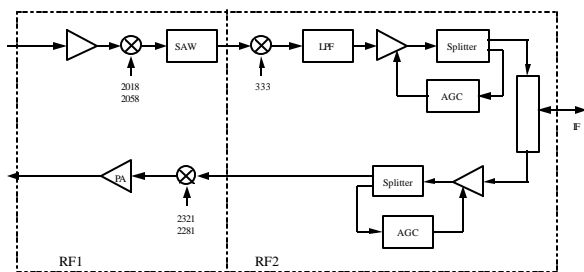 SAW
LPF
Splitter
2018
2058
333
AGC
IF
PA
2321
2281
Splitter
AGC
RF1
RF2